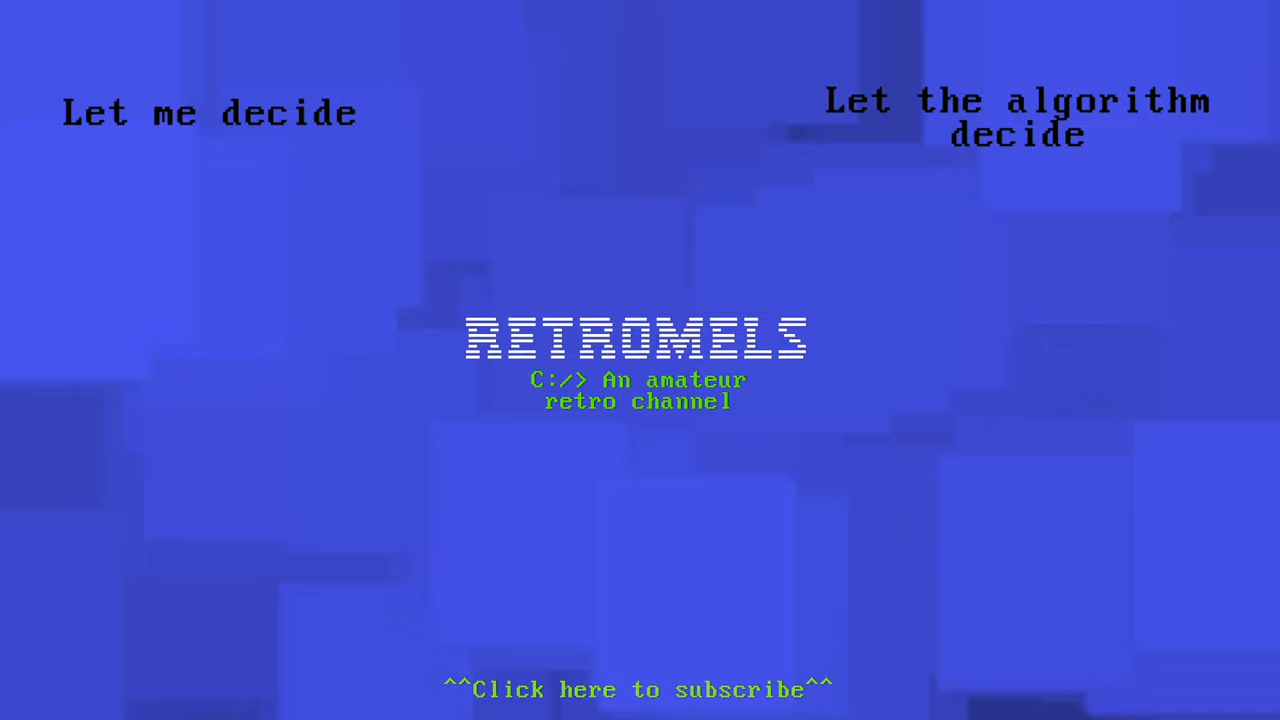 Let me decide
Let the algorithm
decide
RETROMELS
C:/> An amateur
retro channel
^^Click here to subscribe^^